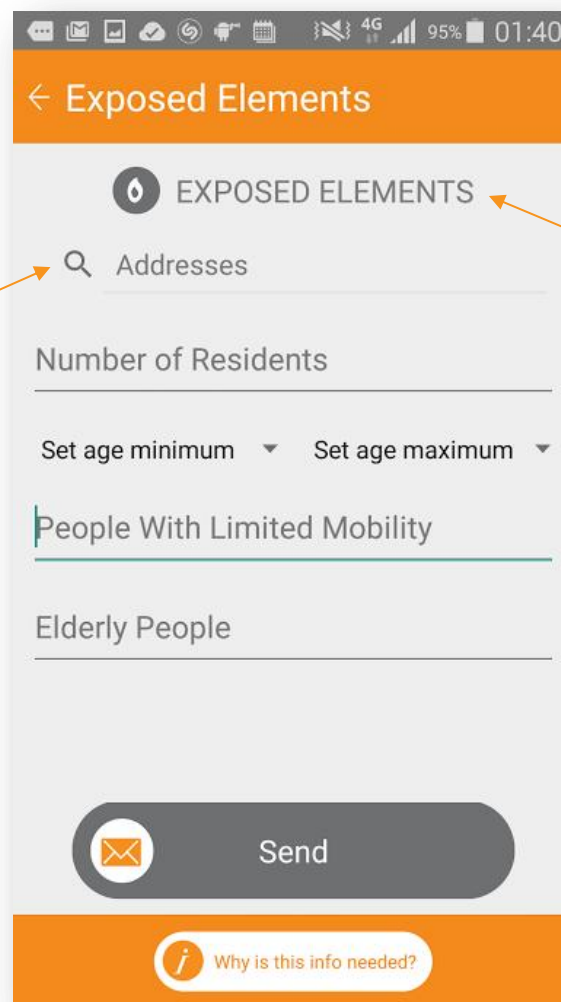 4G 95% 01:40
Exposed Elements
EXPOSED ELEMENTS
Addresses
Number of Residents
Set age minimum Set age maximum
People With Limited Mobility
Elderly People
Send
i Why is this info needed?